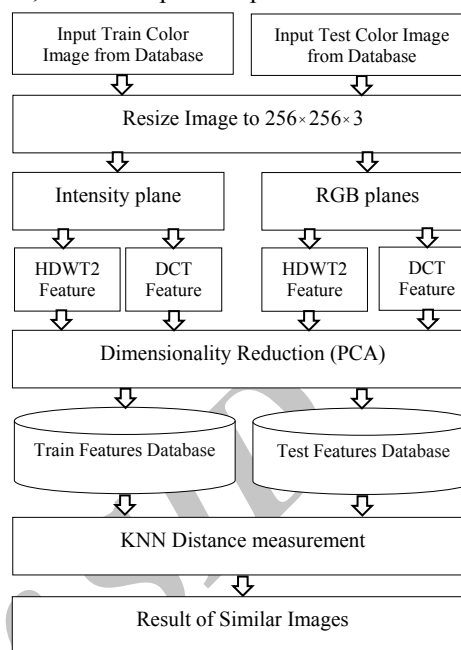 Input Train Color
Image from Database
Input Test Color Image
from Database
Resize Image to 256×256×3
Intensity plane
RGB planes
HDWT2
Feature
DCT
Feature
HDWT2
Feature
DCT
Feature
Dimensionality Reduction (PCA)
Train Features Database
Test Features Database
KNN Distance measurement
Result of Similar Images